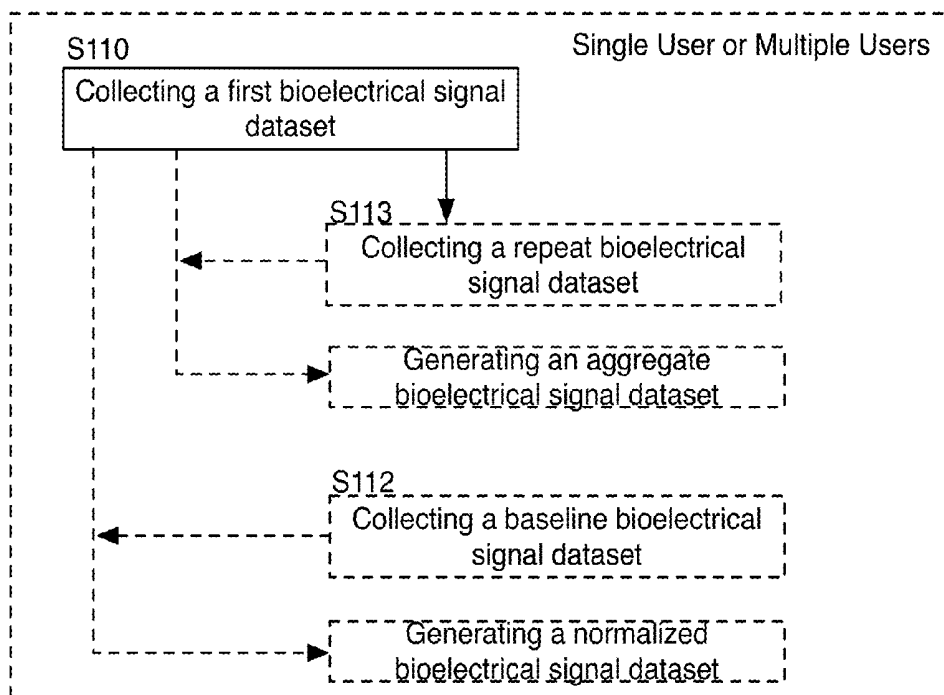 Single User or Multiple Users
S110
Collecting a first bioelectrical signal
dataset
S113
Collecting a repeat bioelectrical
signal dataset
Generating an aggregate
bioelectrical signal dataset
S112
Collecting a baseline bioelectrical
signal dataset
Generating a normalized
bioelectrical signal dataset